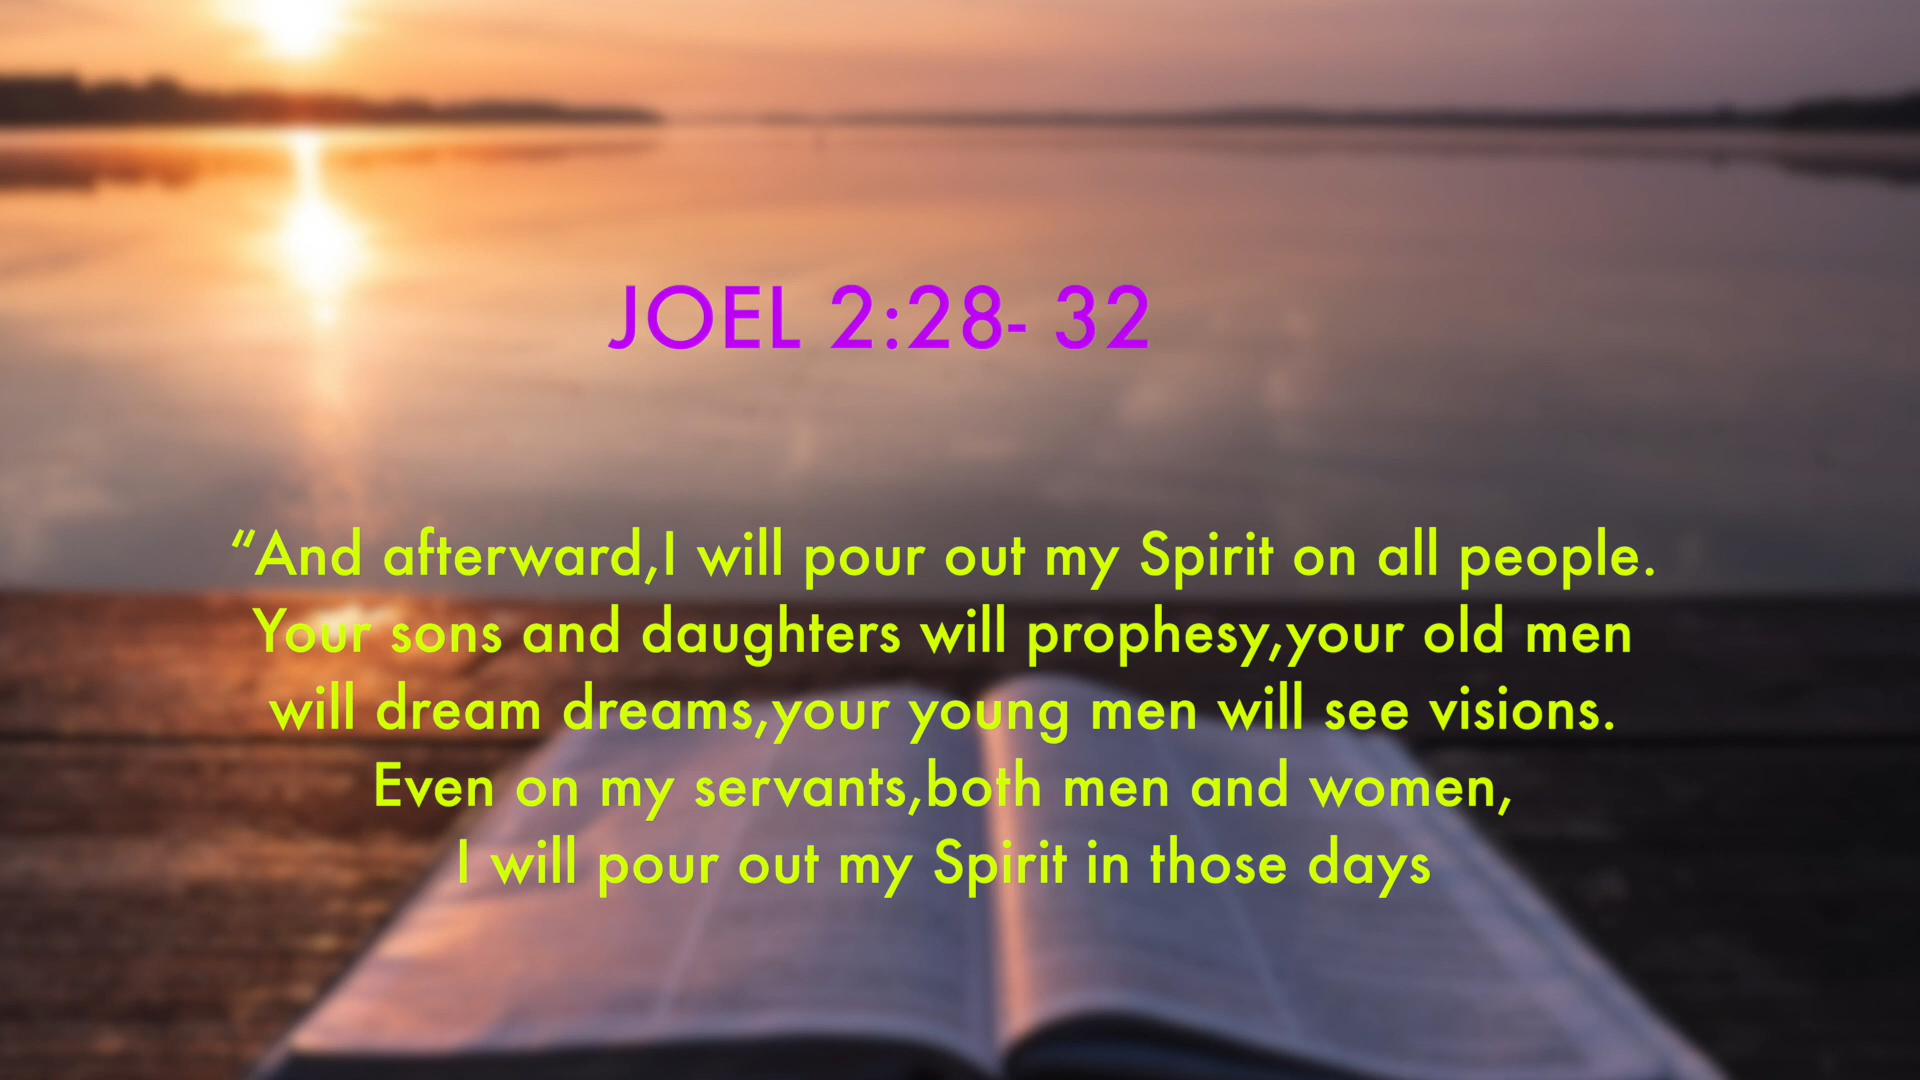 JOEL 2:28- 32
“And afterward,I will pour out my Spirit on all people.
Your sons and daughters will prophesy,your old men
will dream dreams,your young men will see visions.
Even on my servants,both men and women,
I will pour out my Spirit in those days